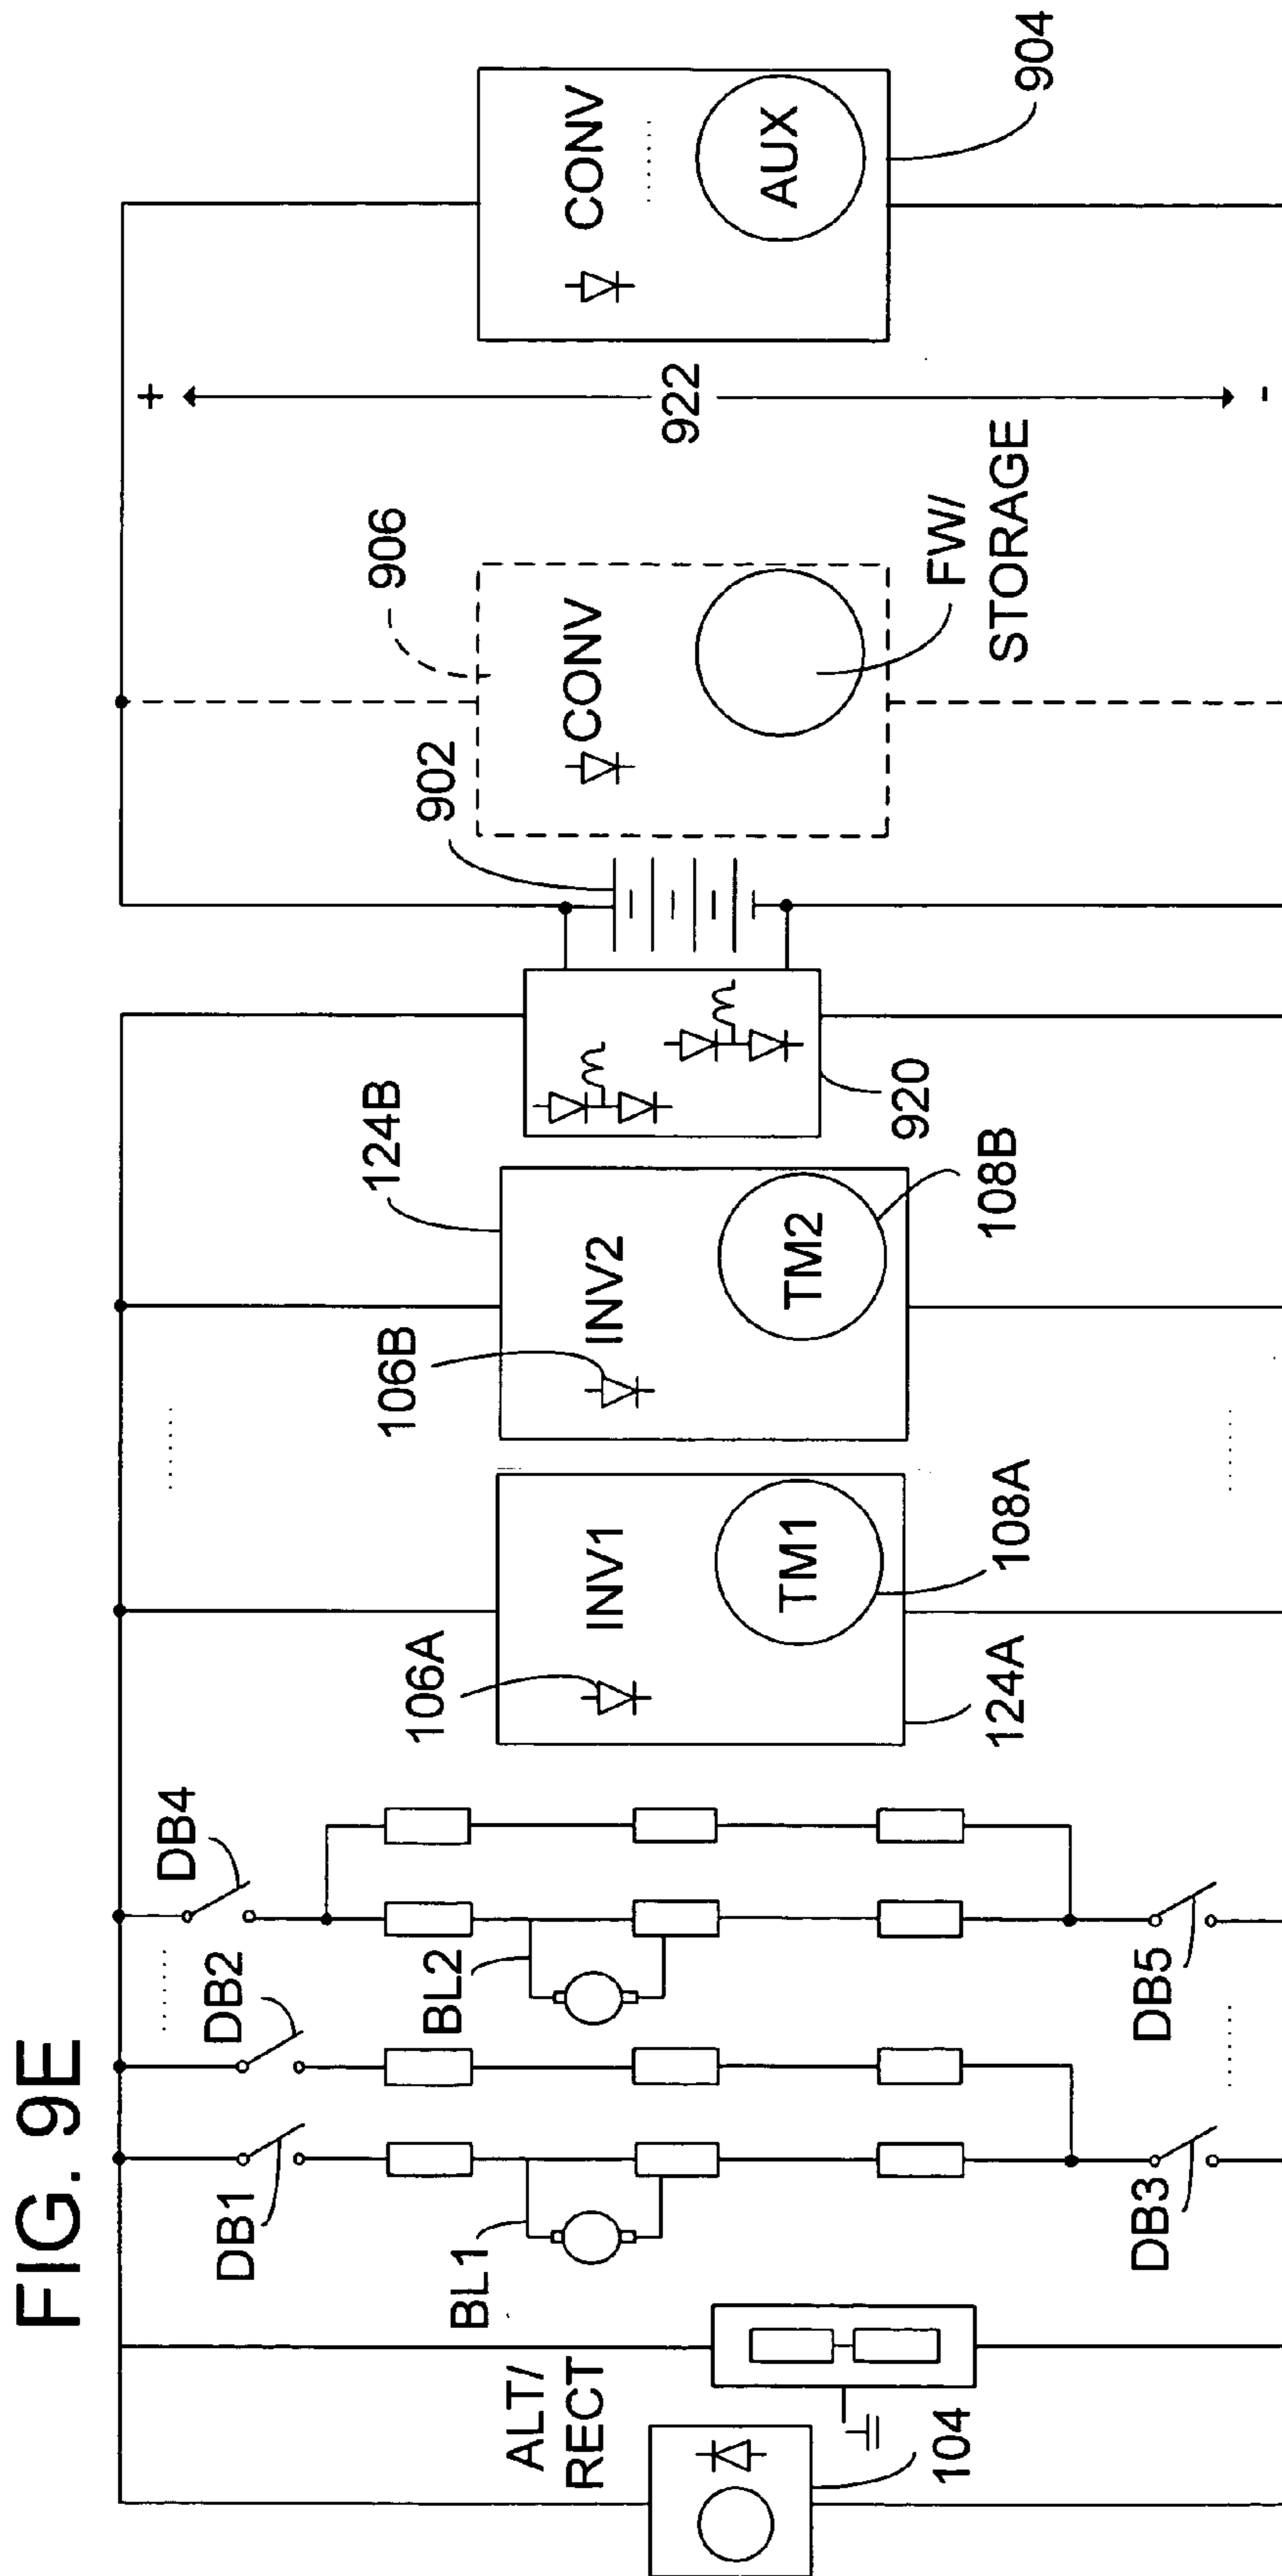 FIG. 9E
ALT/
RECT
104
BL1
DB1
DB2
DB3
BL2
DB4
DB5
106A
INV1
TM1
108A
124A
106B
INV2
TM2
108B
124B
920
902
906
CONV
FW/
STORAGE
+
922
-
CONV
AUX
904